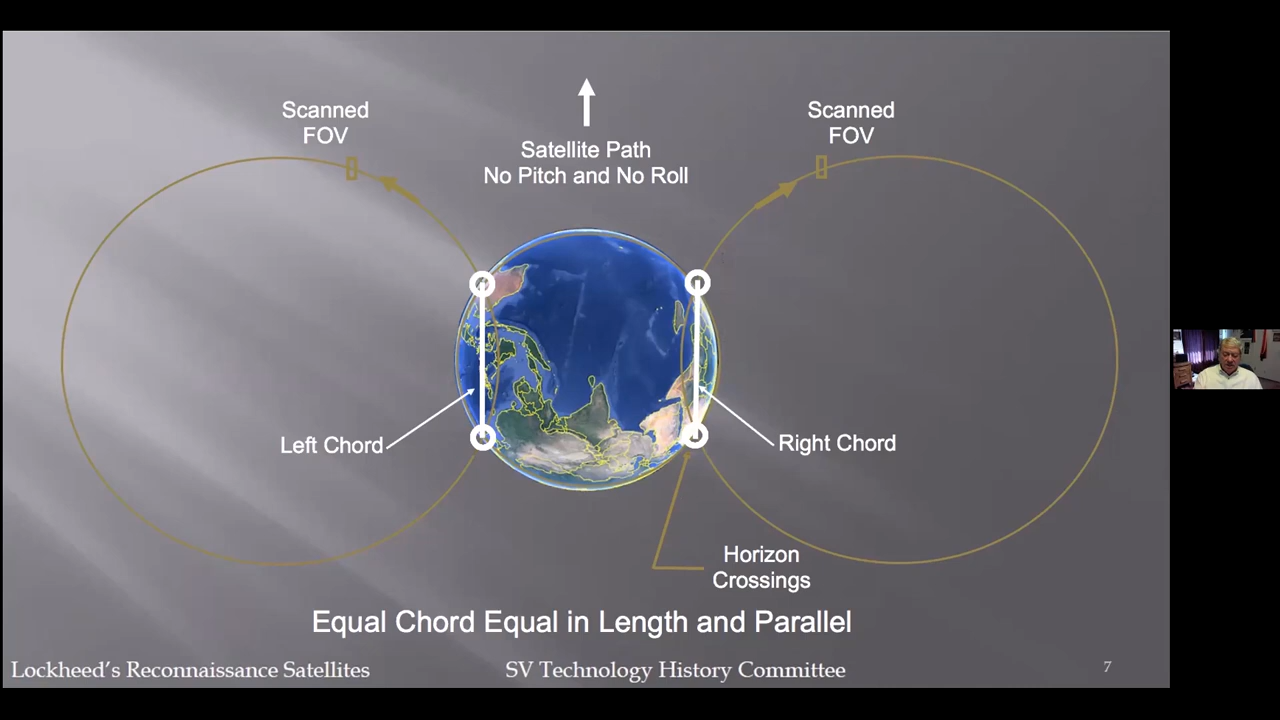 Scanned
FOV
Scanned
FOV
Satellite Path
No Pitch and No Roll
Left Chord
Right Chord
Horizon
Crossings
Equal Chord Equal in Length and Parallel
Lockheed's Reconnaissance Satellites
SV Technology History Committee
7